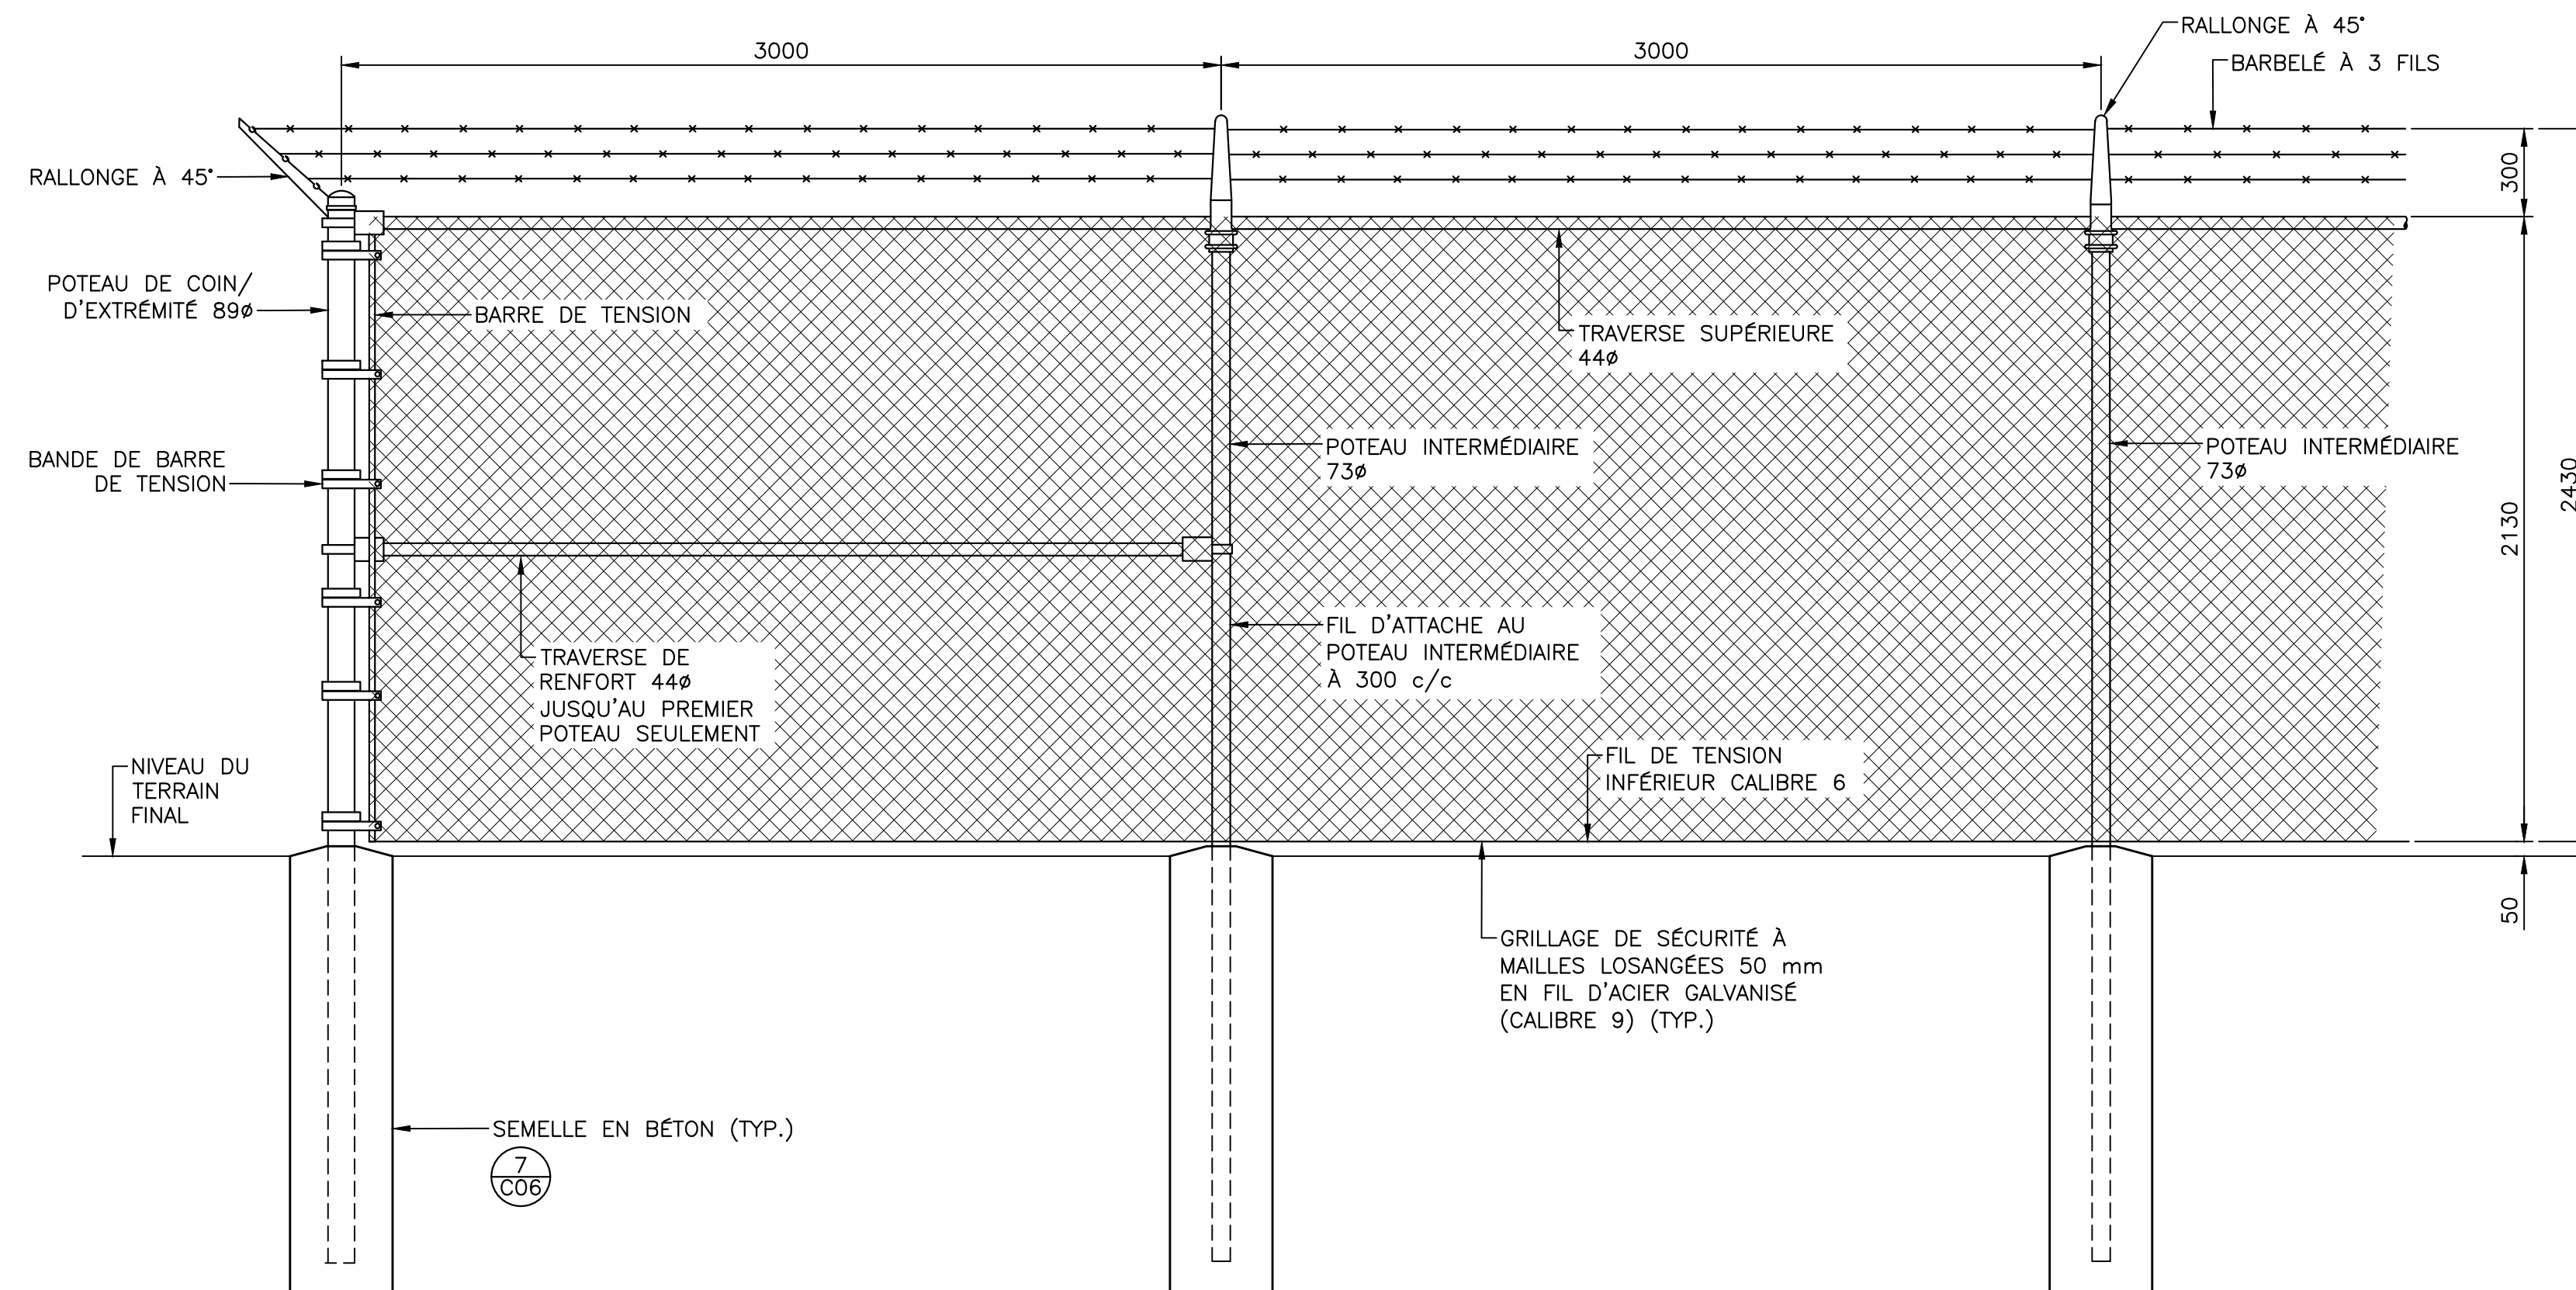 3000
3000
RALLONGE À 45°
BARBELÉ À 3 FILS
RALLONGE À 45°
300
POTEAU DE COIN/
D'EXTRÉMITÉ 89ø
BARRE DE TENSION
TRAVERSE SUPÉRIEURE
44ø
BANDE DE BARRE
DE TENSION
POTEAU INTERMÉDIAIRE
73ø
POTEAU INTERMÉDIAIRE
73ø
2130
2430
TRAVERSE DE
RENFORT 44ø
JUSQU'AU PREMIER
POTEAU SEULEMENT
FIL D'ATTACHE AU
POTEAU INTERMÉDIAIRE
À 300 c/c
NIVEAU DU
TERRAIN
FINAL
FIL DE TENSION
INFÉRIEUR CALIBRE 6
50
GRILLAGE DE SÉCURITÉ À
MAILLES LOSANGÉES 50 mm
EN FIL D'ACIER GALVANISÉ
(CALIBRE 9) (TYP.)
SEMELLE EN BÉTON (TYP.)
7
C06